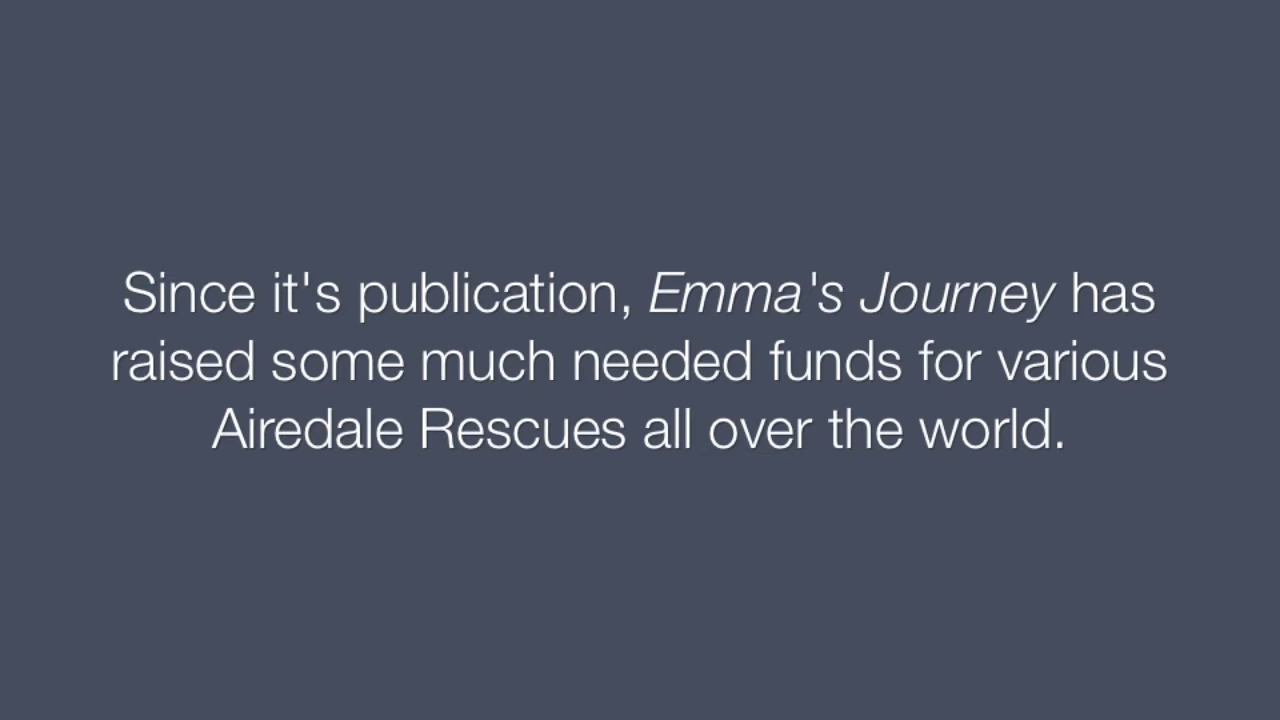 Since it's publication, Emma's Journey has
raised some much needed funds for various
Airedale Rescues all over the world.